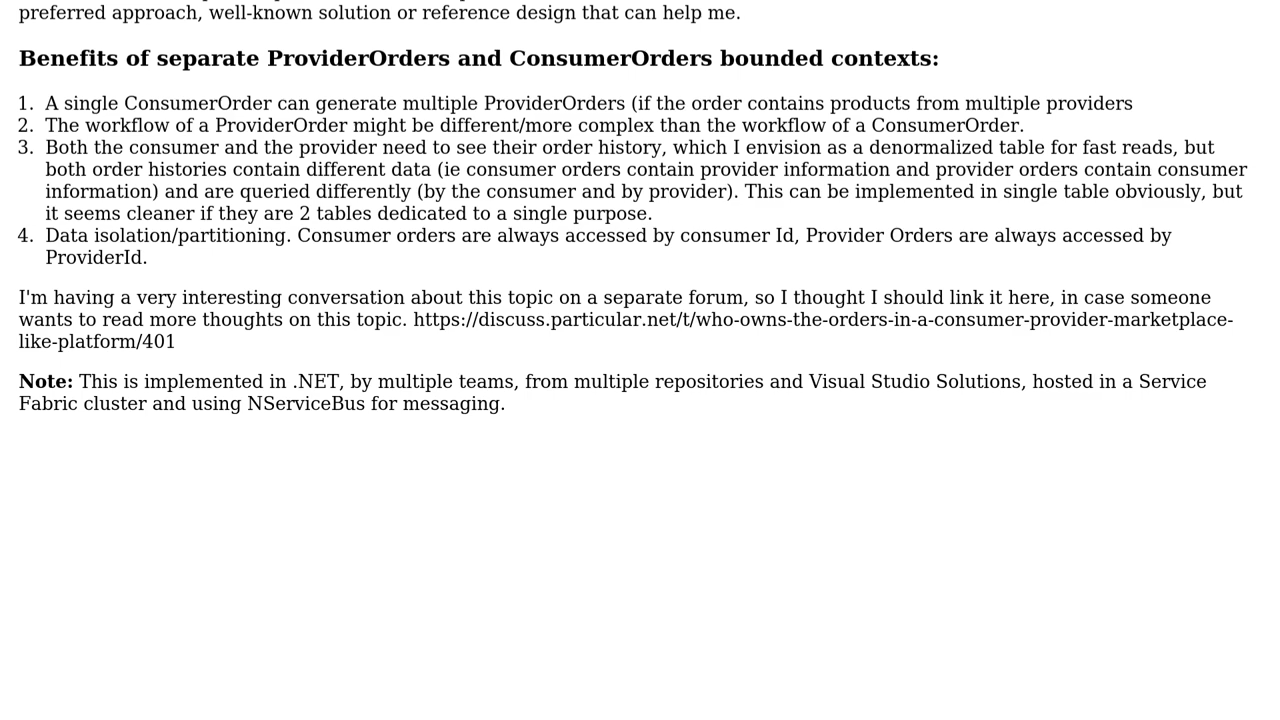 preferred approach, well-known solution or reference design that can help me.
Benefits of separate ProviderOrders and ConsumerOrders bounded contexts:
1. A single ConsumerOrder can generate multiple ProviderOrders (if the order contains products from multiple providers
2. The workflow of a ProviderOrder might be different/more complex than the workflow of a ConsumerOrder.
3. Both the consumer and the provider need to see their order history, which I envision as a denormalized table for fast reads, but
both order histories contain different data (ie consumer orders contain provider information and provider orders contain consumer
information) and are queried differently (by the consumer and by provider). This can be implemented in single table obviously, but
it seems cleaner if they are 2 tables dedicated to a single purpose.
4. Data isolation/partitioning. Consumer orders are always accessed by consumer Id, Provider Orders are always accessed by
ProviderId.
I'm having a very interesting conversation about this topic on a separate forum, so I thought I should link it here, in case someone
wants to read more thoughts on this topic. https://discuss.particular.net/t/who-owns-the-orders-in-a-consumer-provider-marketplace-
like-platform/401
Note: This is implemented in .NET, by multiple teams, from multiple repositories and Visual Studio Solutions, hosted in a Service
Fabric cluster and using NServiceBus for messaging.